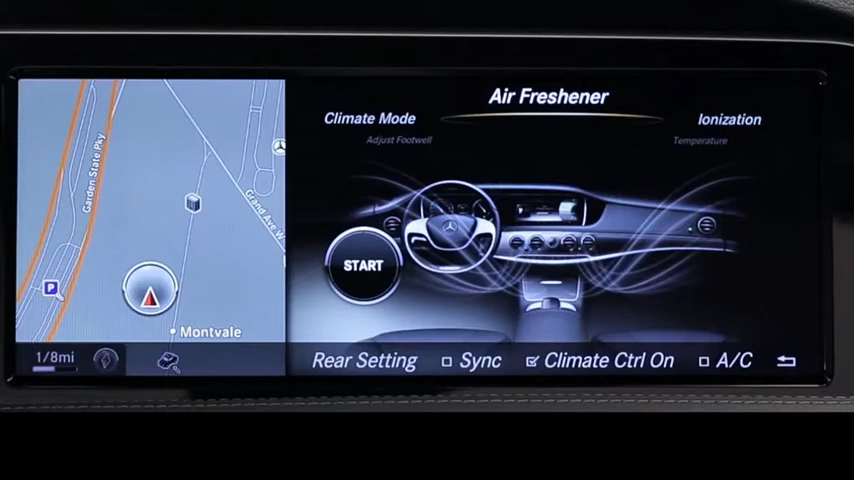 Air Freshener
Climate Mode
Ionization
Adjust Footwell
Temperature
Garden State Pky
Grand Ave W
START
P
Montvale
1/8mi
Rear Setting
Sync
Climate Ctrl On
A/C